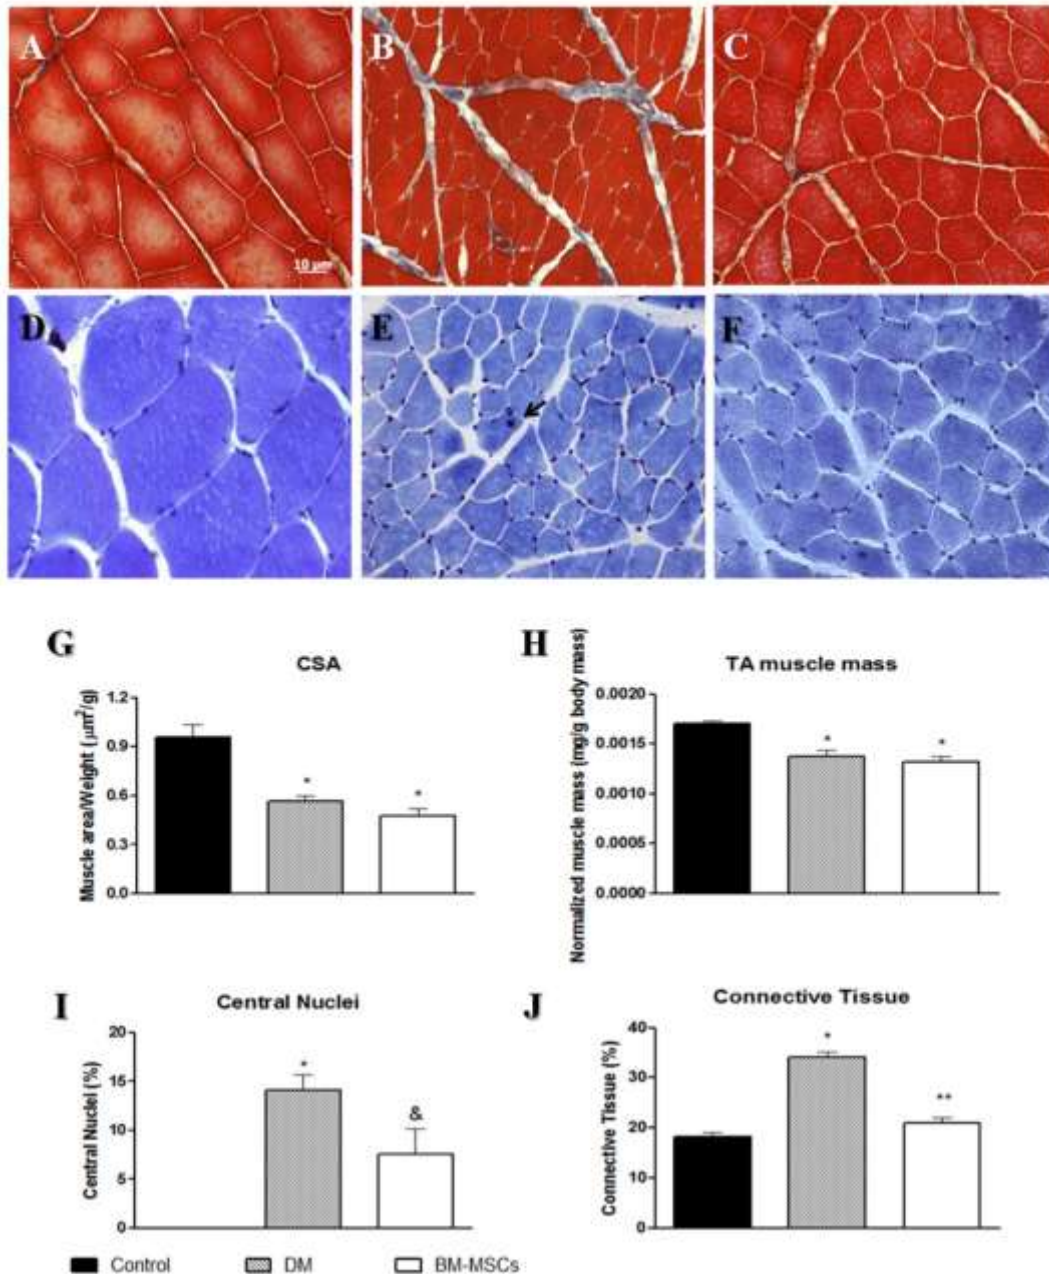 A B C
10 µm
D E F
G
CSA
Muscle area/Weight (µm²/g)
1.2
0.9
0.6
0.3
0.0
* *
H
TA muscle mass
Normalized muscle mass (mg/g body mass)
0.0020
0.0015
0.0010
0.0005
0.0000
* *
I
Central Nuclei
Central Nuclei (%)
20
15
10
5
0
* &
J
Connective Tissue
Connective Tissue (%)
40
30
20
10
0
* **
Control DM BM-MSCs